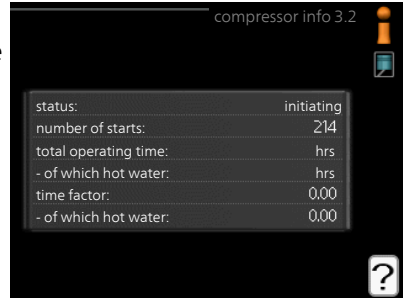 compressor info 3.2
e
status: initiating
number of starts: 214
total operating time: hrs
- of which hot water: hrs
time factor: 0.00
- of which hot water: 0.00
?